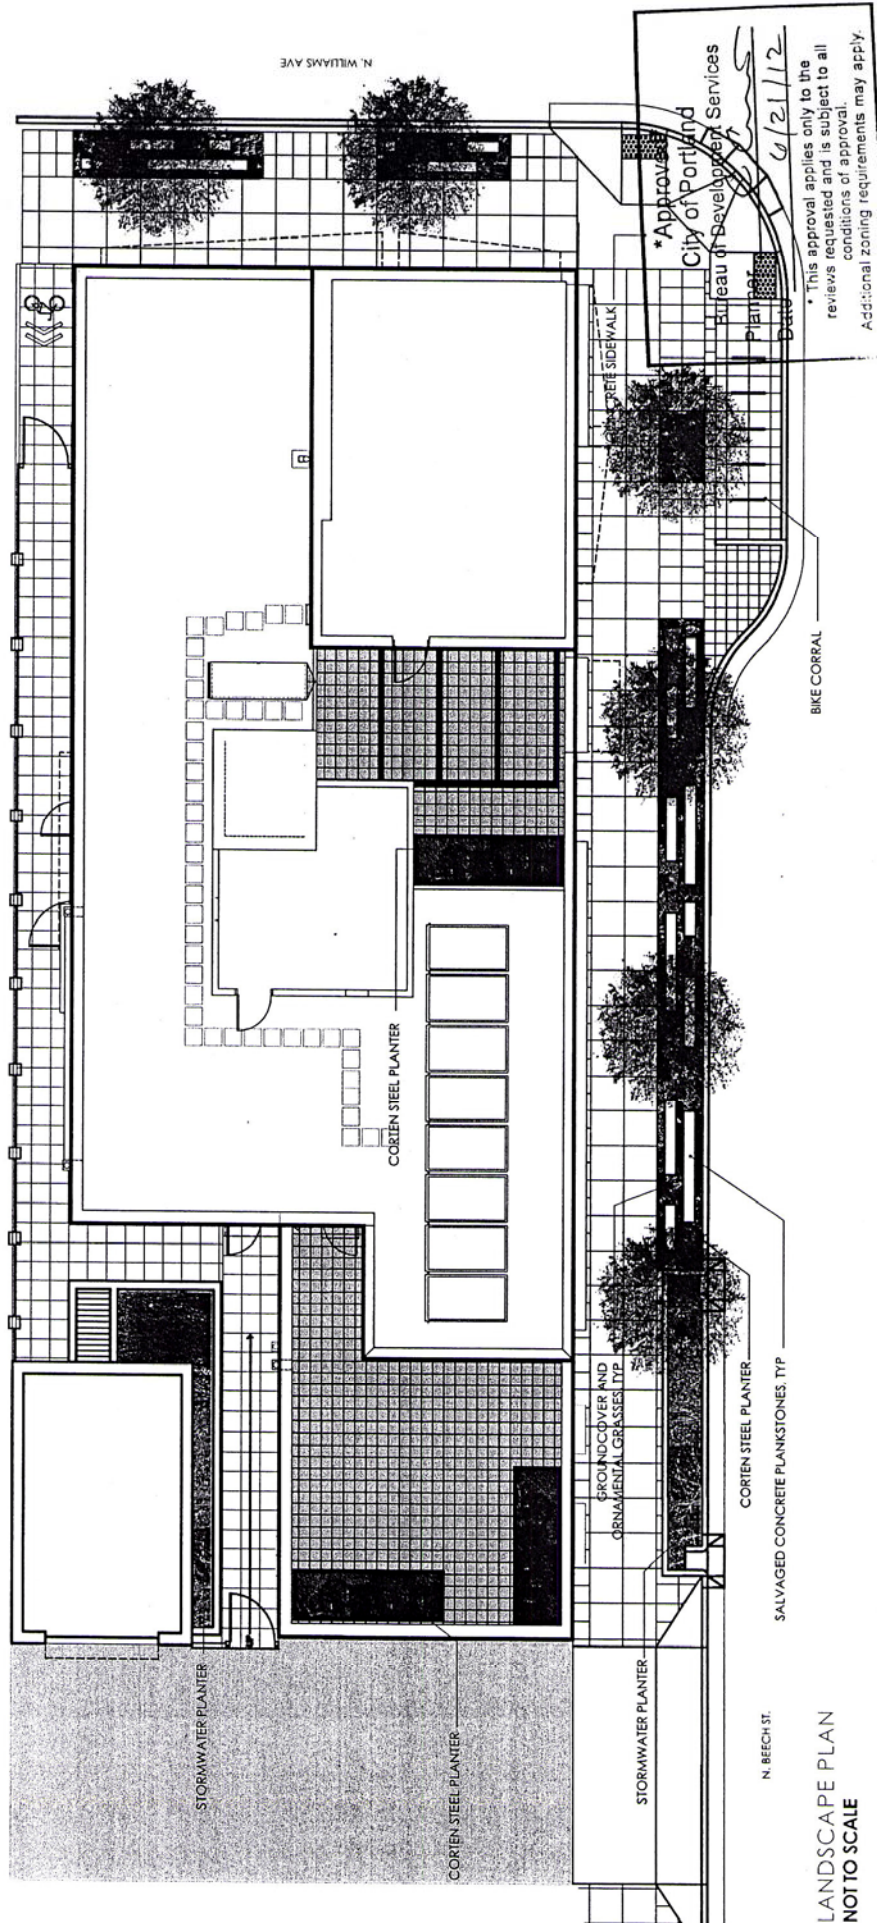 N. WILLIAMS AVE
*Approved
City of Portland
Bureau of Development Services
Planner
Date 6/21/12
* This approval applies only to the
reviews requested and is subject to all
conditions of approval.
Additional zoning requirements may apply.
CONCRETE SIDEWALK
BIKE CORRAL
CORTEN STEEL PLANTER
GROUNDCOVER AND
ORNAMENTAL GRASSES, TYP
CORTEN STEEL PLANTER
SALVAGED CONCRETE PLANKSTONES, TYP
STORMWATER PLANTER
CORTEN STEEL PLANTER
STORMWATER PLANTER
N. BEECH ST.
LANDSCAPE PLAN
NOT TO SCALE